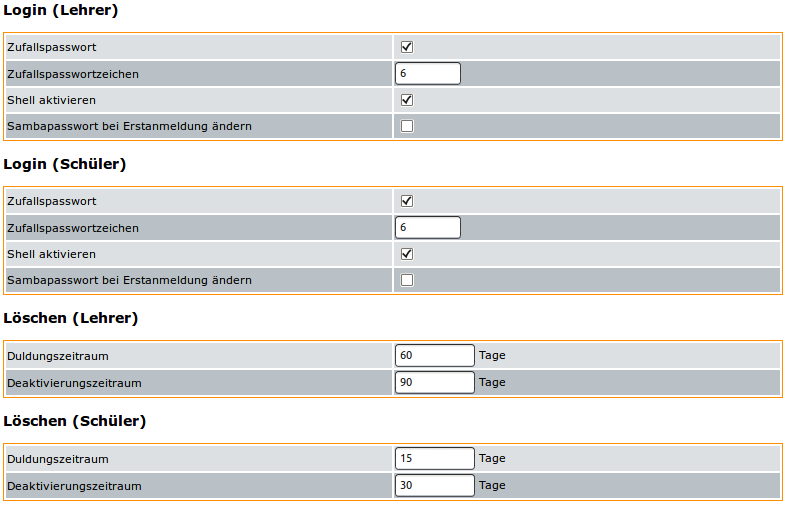 Login (Lehrer)
Zufallspasswort
Zufallspasswortzeichen 6
Shell aktivieren
Sambapasswort bei Erstanmeldung ändern
Login (Schüler)
Zufallspasswort
Zufallspasswortzeichen 6
Shell aktivieren
Sambapasswort bei Erstanmeldung ändern
Löschen (Lehrer)
Duldungszeitraum 60 Tage
Deaktivierungszeitraum 90 Tage
Löschen (Schüler)
Duldungszeitraum 15 Tage
Deaktivierungszeitraum 30 Tage